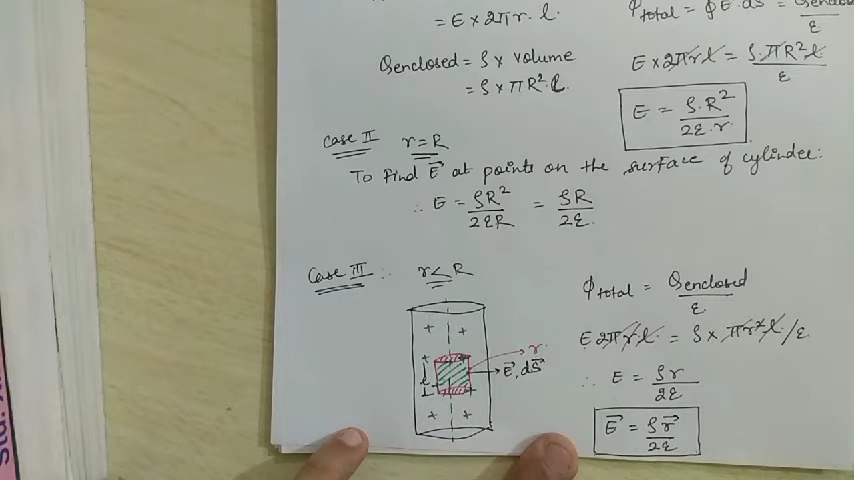 = E × 2πr. l.
Φtotal = ∮E.ds =
ε
Qenclosed = ρ × volume
= ρ × πR². l.
E × 2πrl = ρ.πR²l
ε
E = ρ.R²
2ε.r.
Case II r = R
To Find E⃗ at points on the surface of cylinder:
∴ E = ρR² = ρR
2εR 2ε.
Case III :. r < R
Φtotal = Qenclosed
ε
E 2πrl = ρ × πr²l/ε
∴ E = ρr
2ε
E⃗ = ρr⃗
2ε
+ +
r
+
l
E⃗, ds⃗
+ +